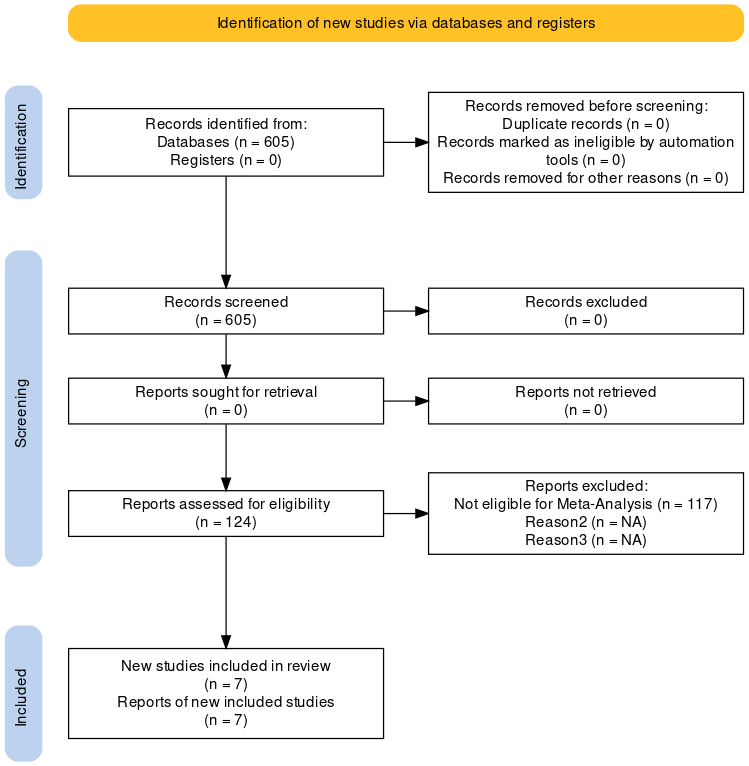 Identification of new studies via databases and registers
Identification
Records identified from:
Databases (n = 605)
Registers (n = 0)
Records removed before screening:
Duplicate records (n = 0)
Records marked as ineligible by automation
tools (n = 0)
Records removed for other reasons (n = 0)
Screening
Records screened
(n = 605)
Records excluded
(n = 0)
Reports sought for retrieval
(n = 0)
Reports not retrieved
(n = 0)
Reports assessed for eligibility
(n = 124)
Reports excluded:
Not eligible for Meta-Analysis (n = 117)
Reason2 (n = NA)
Reason3 (n = NA)
Included
New studies included in review
(n = 7)
Reports of new included studies
(n = 7)